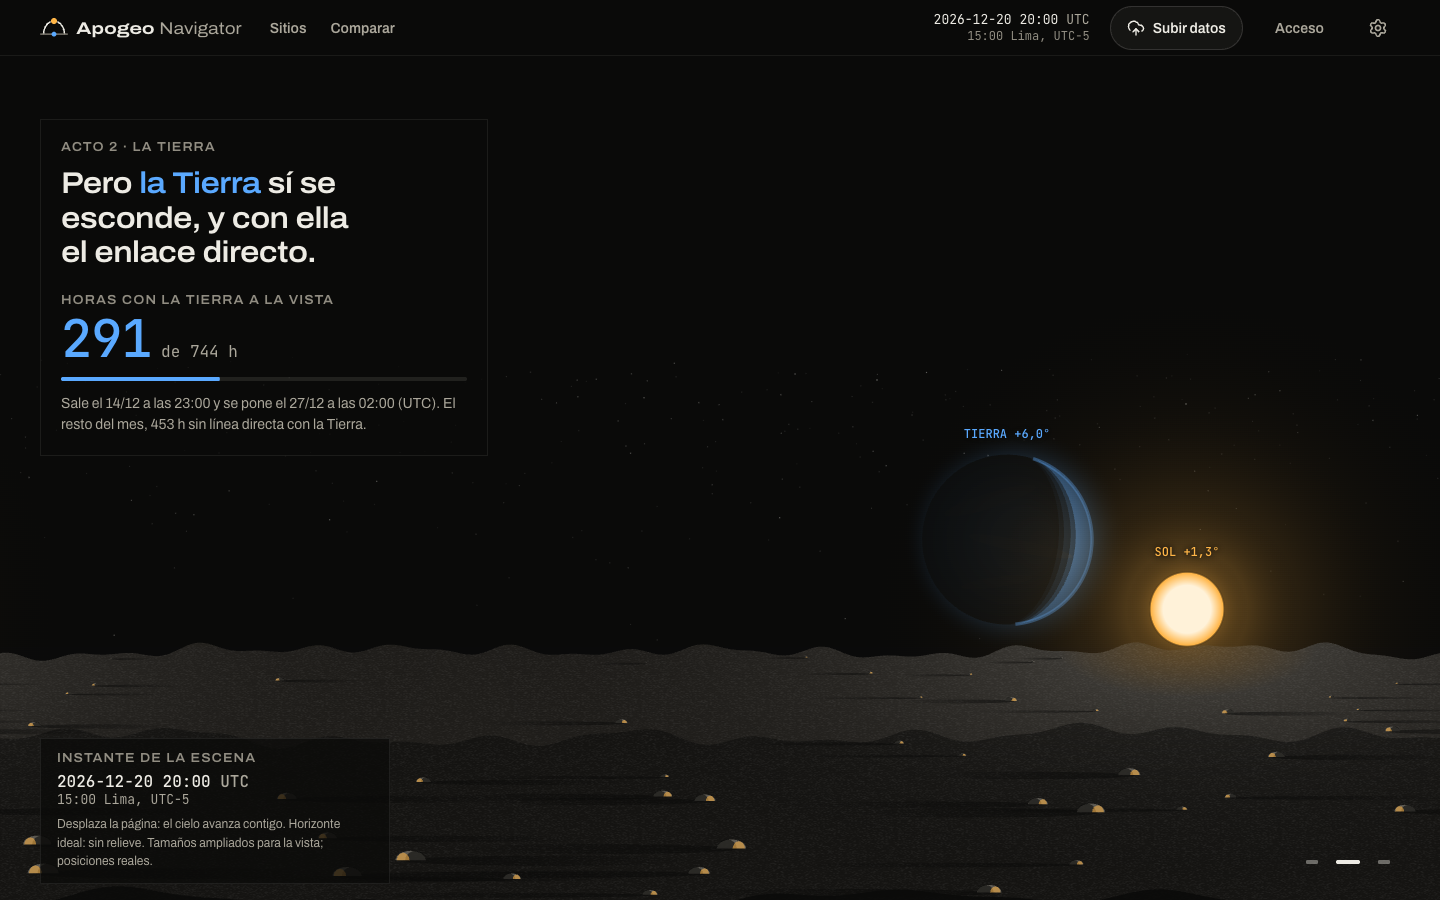 Apogeo Navigator
Sitios
Comparar
2026-12-20 20:00 UTC
15:00 Lima, UTC-5
Subir datos
Acceso
ACTO 2 · LA TIERRA
Pero la Tierra sí se
esconde, y con ella
el enlace directo.
HORAS CON LA TIERRA A LA VISTA
291 de 744 h
Sale el 14/12 a las 23:00 y se pone el 27/12 a las 02:00 (UTC). El
resto del mes, 453 h sin línea directa con la Tierra.
TIERRA +6,0°
SOL +1,3°
INSTANTE DE LA ESCENA
2026-12-20 20:00 UTC
15:00 Lima, UTC-5
Desplaza la página: el cielo avanza contigo. Horizonte
ideal: sin relieve. Tamaños ampliados para la vista;
posiciones reales.